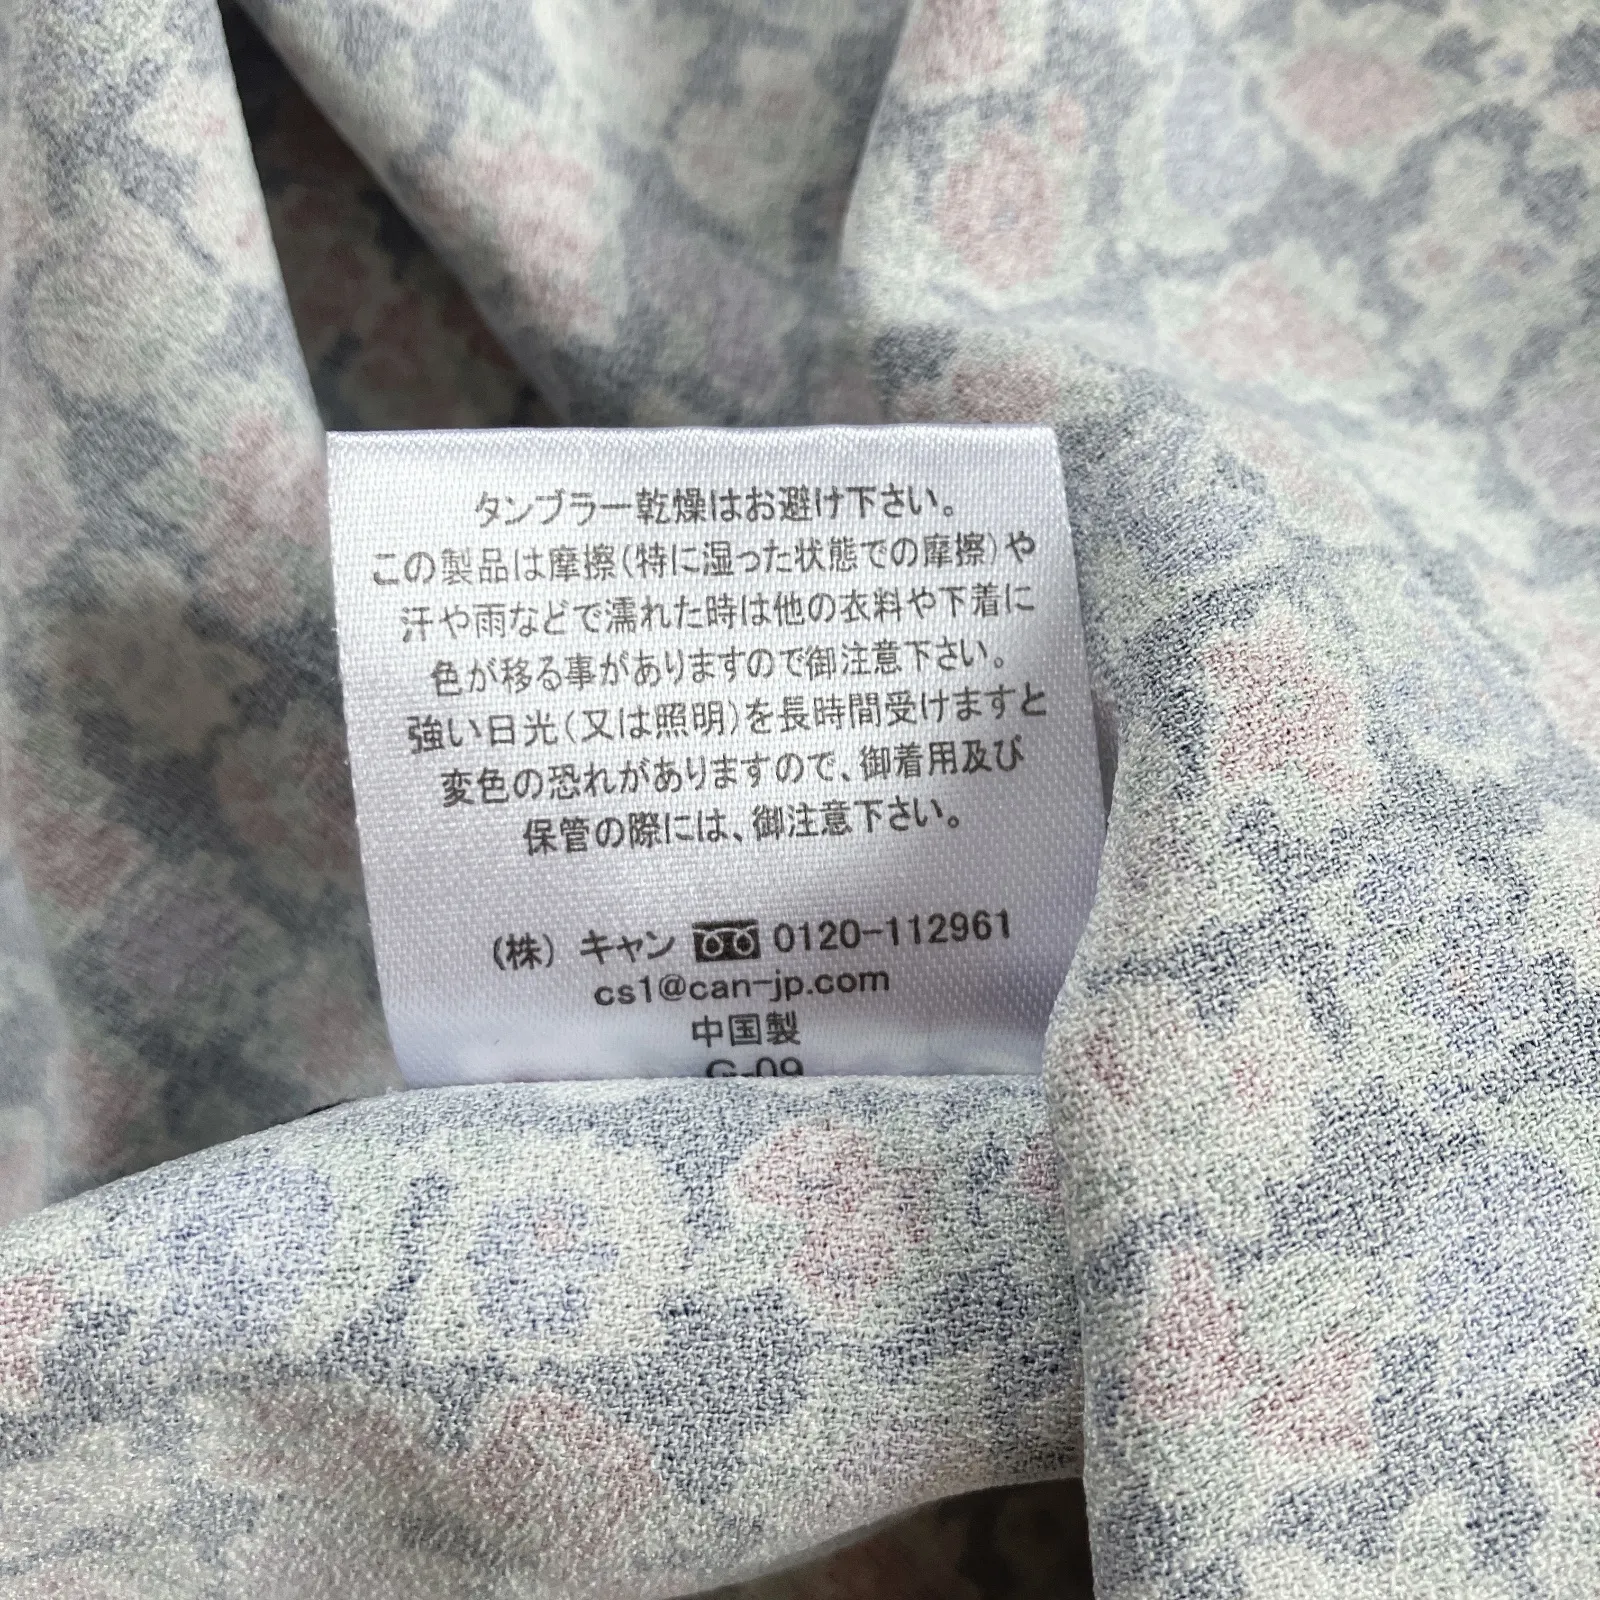 タンブラー乾燥はお避け下さい。
この製品は摩擦(特に湿った状態での摩擦)や
汗や雨などで濡れた時は他の衣料や下着に
色が移る事がありますので御注意下さい。
強い日光(又は照明)を長時間受けますと
変色の恐れがありますので、御着用及び
保管の際には、御注意下さい。
(株) キャン 0120-112961
cs1@can-jp.com
中国製
G-09